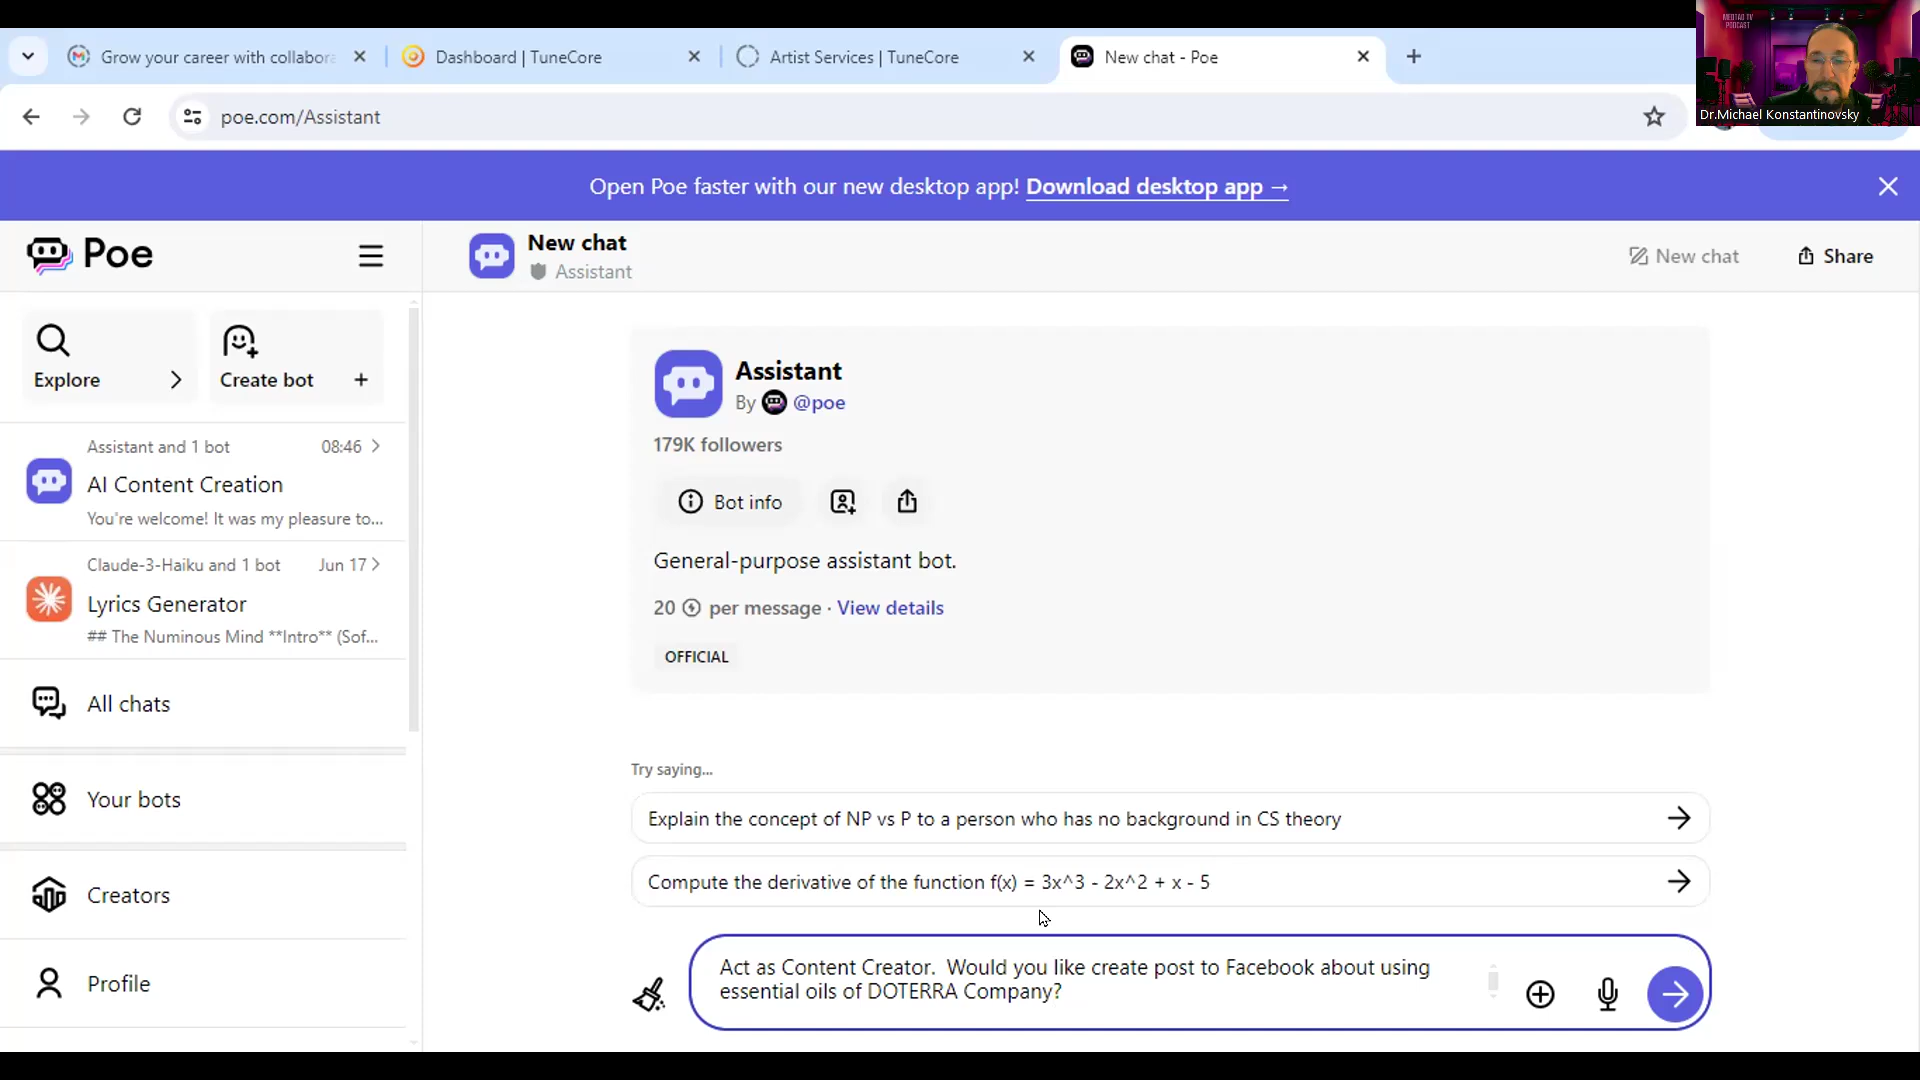 Grow your career with collabora
Dashboard | TuneCore
Artist Services | TuneCore
New chat - Poe
MEDTAO TV
PODCAST
Dr.Michael Konstantinovsky
poe.com/Assistant
Open Poe faster with our new desktop app! Download desktop app →
Poe
New chat
Assistant
New chat
Share
Explore
Create bot
Assistant and 1 bot 08:46
AI Content Creation
You're welcome! It was my pleasure to...
Claude-3-Haiku and 1 bot Jun 17
Lyrics Generator
## The Numinous Mind **Intro** (Sof...
All chats
Your bots
Creators
Profile
Assistant
By @poe
179K followers
Bot info
General-purpose assistant bot.
20 per message · View details
OFFICIAL
Try saying...
Explain the concept of NP vs P to a person who has no background in CS theory
Compute the derivative of the function f(x) = 3x^3 - 2x^2 + x - 5
Act as Content Creator.  Would you like create post to Facebook about using
essential oils of DOTERRA Company?